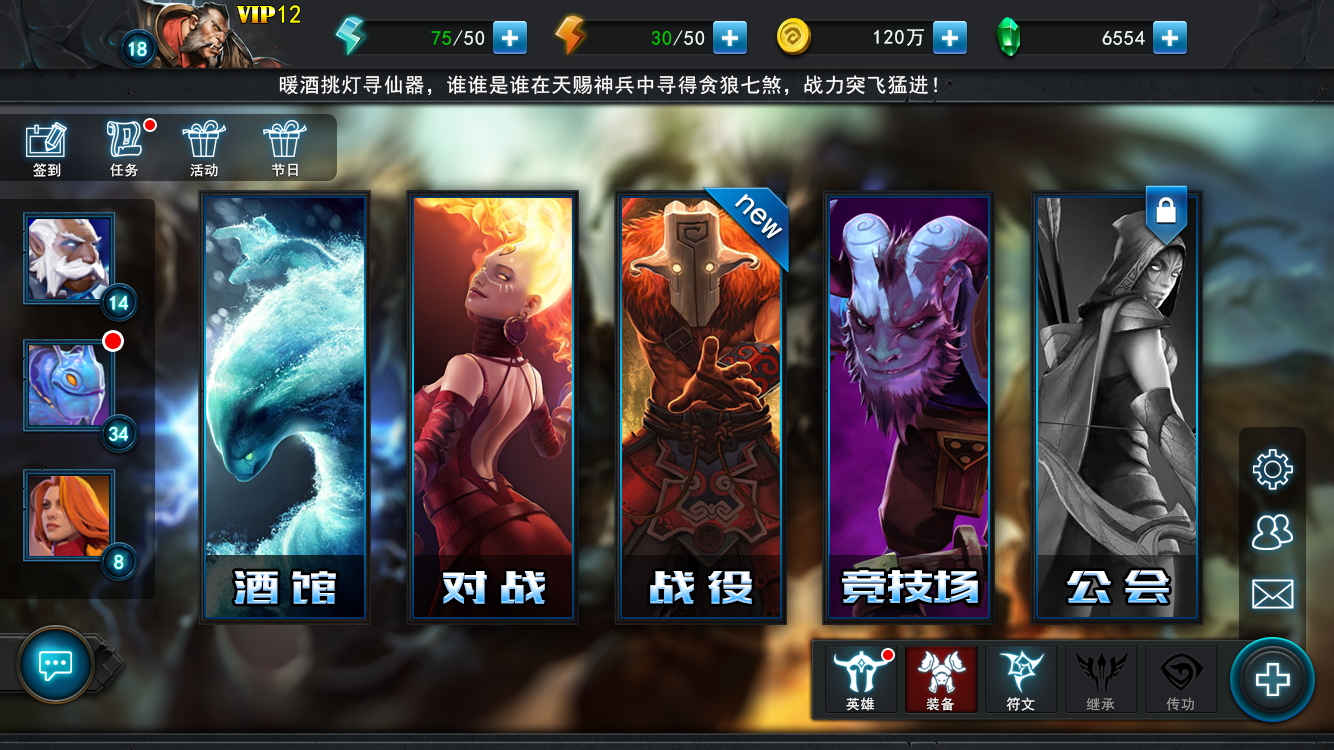 VIP12
18
75/50
30/50
120万
6554
暖酒挑灯寻仙器，谁谁是谁在天赐神兵中寻得贪狼七煞，战力突飞猛进！
签到
任务
活动
节日
new
14
34
8
酒馆
对战
战役
竞技场
公会
英雄
装备
符文
继承
传功